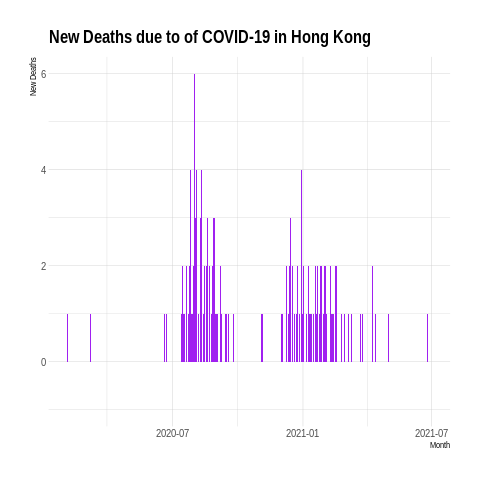 New Deaths due to of COVID-19 in Hong Kong
New Deaths
6
4
2
0
2020-07 2021-01 2021-07
Month